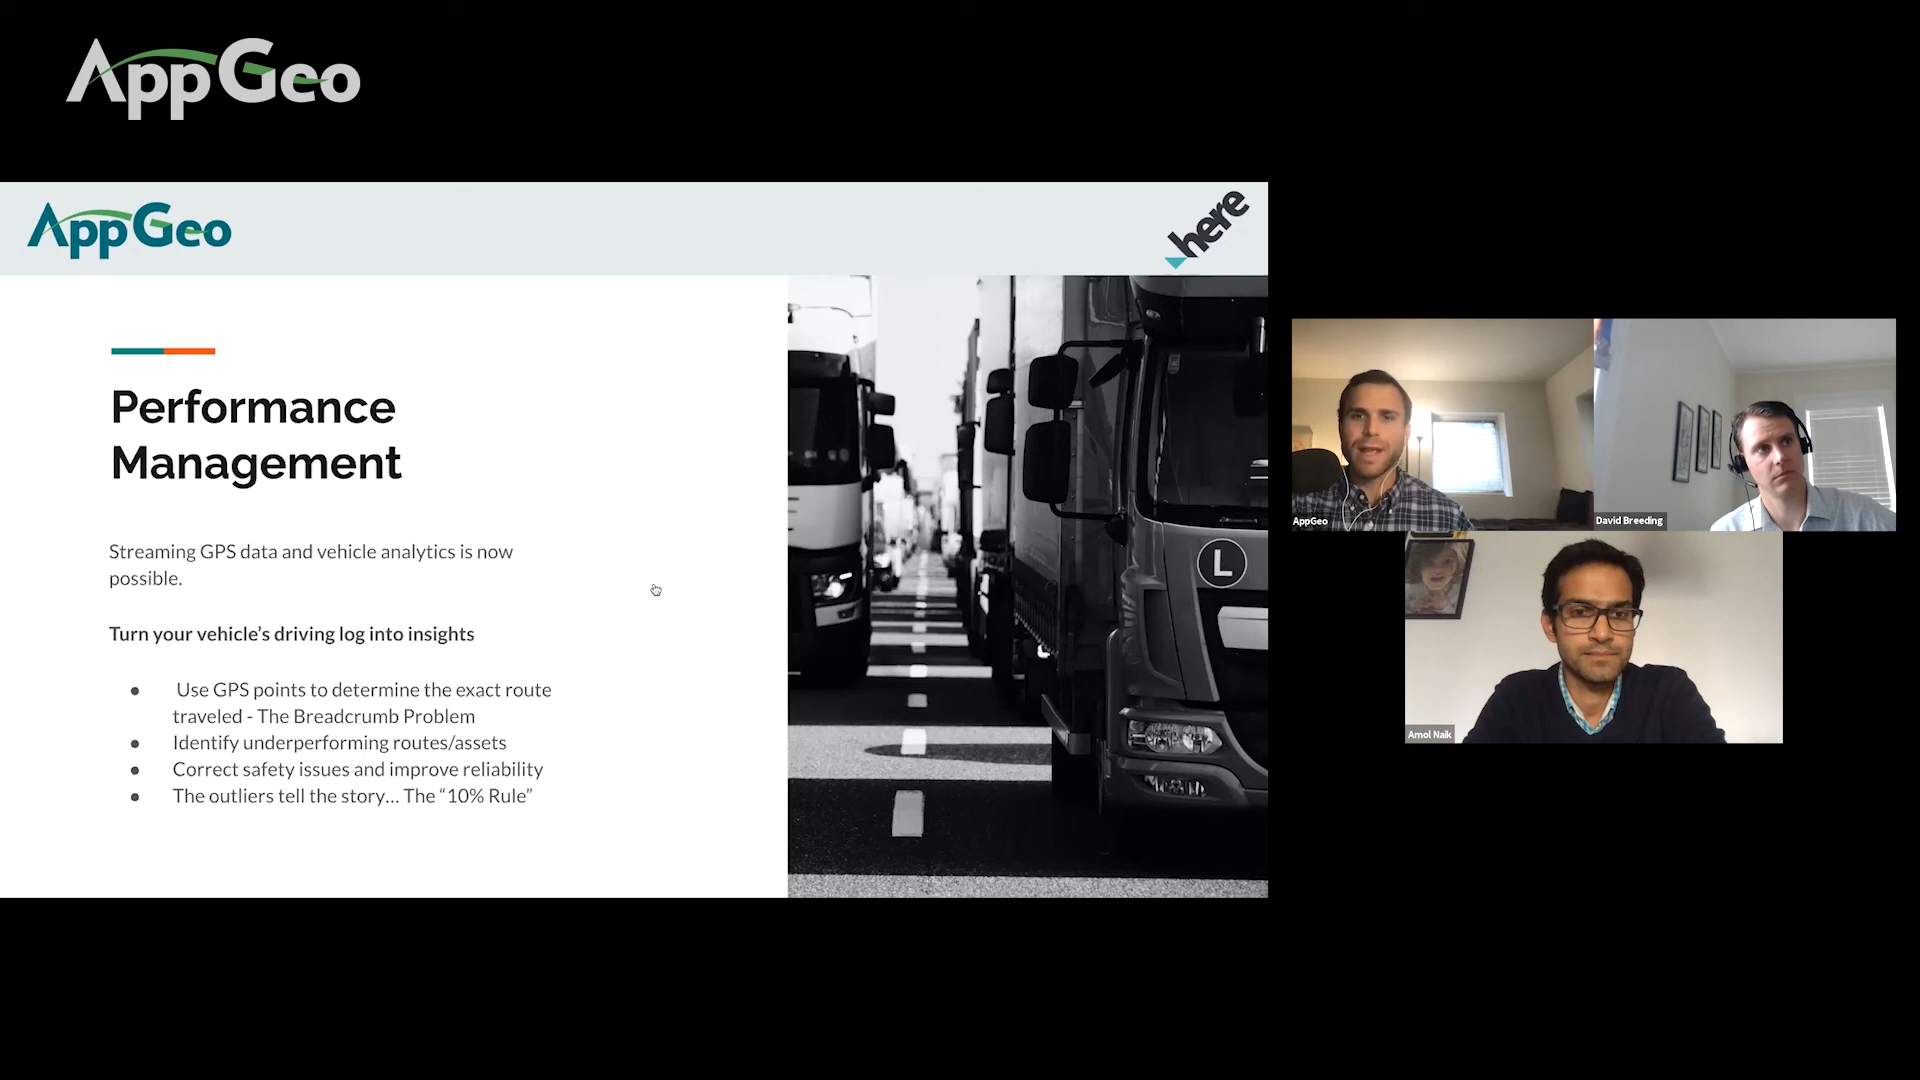 AppGeo
AppGeo
here
Performance
Management
Streaming GPS data and vehicle analytics is now
possible.
Turn your vehicle’s driving log into insights
● Use GPS points to determine the exact route
traveled - The Breadcrumb Problem
● Identify underperforming routes/assets
● Correct safety issues and improve reliability
● The outliers tell the story... The “10% Rule”
L
AppGeo
David Breeding
Amol Naik